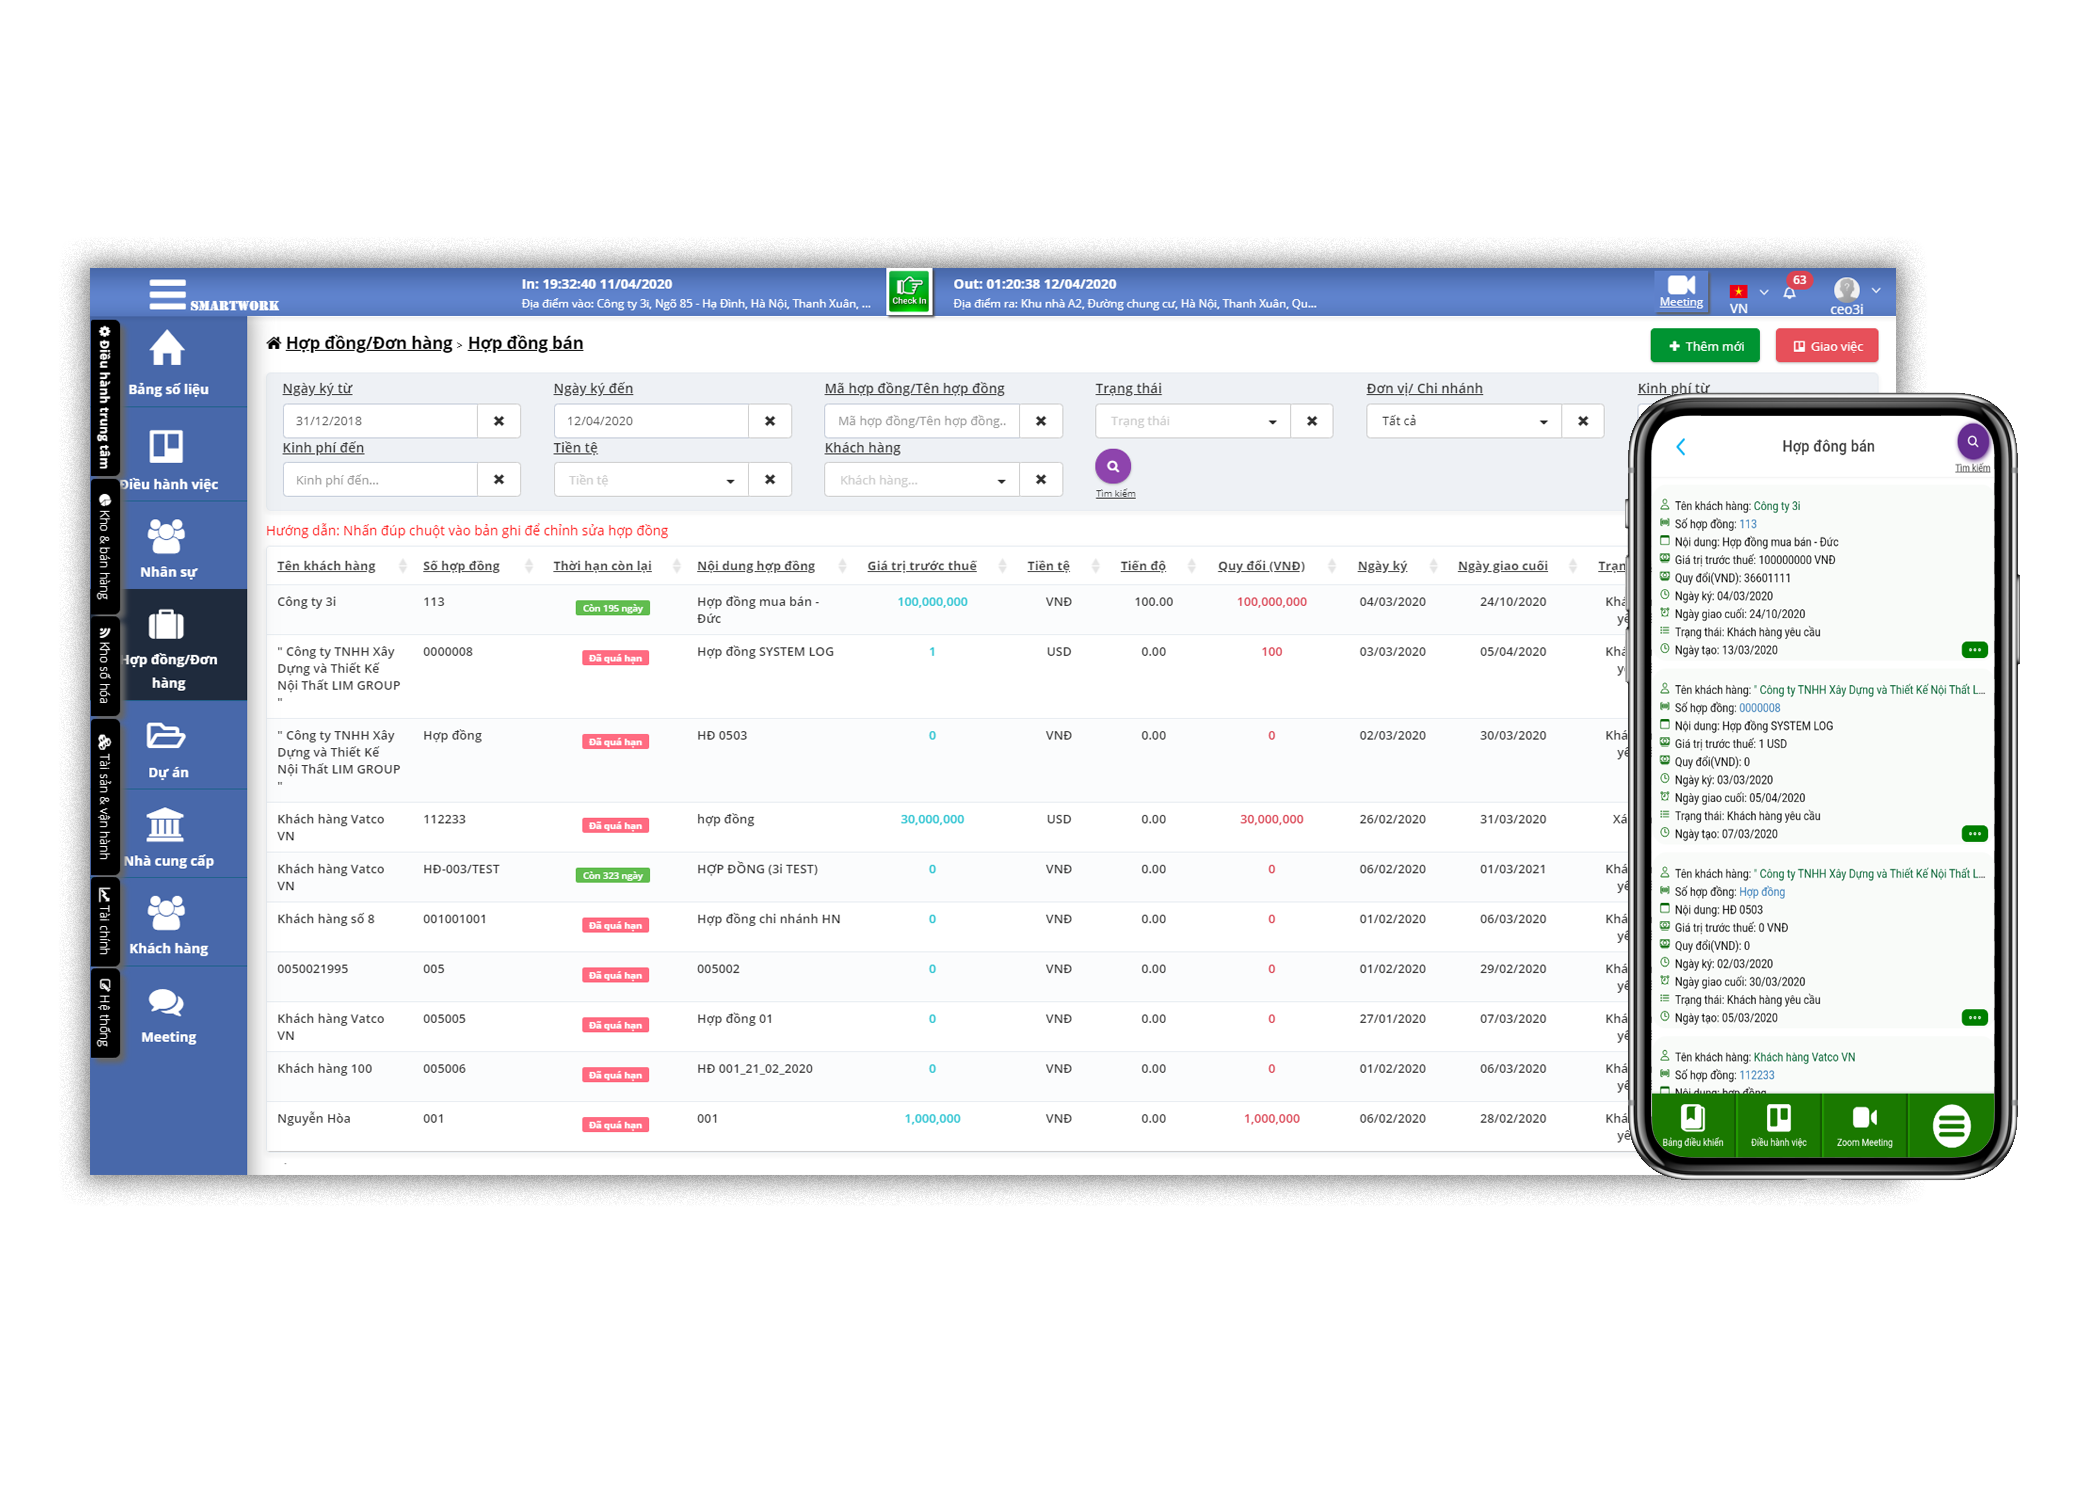 SMARTWORK
In: 19:32:40 11/04/2020
Địa điểm vào: Công ty 3i, Ngõ 85 - Hạ Đình, Hà Nội, Thanh Xuân, ...
Check In
Out: 01:20:38 12/04/2020
Địa điểm ra: Khu nhà A2, Đường chung cư, Hà Nội, Thanh Xuân, Qu...
Meeting
VN
63
ceo3i
Điều hành trung tâm
Kho & bán hàng
Kho số hóa
Tài sản & vận hành
Tài chính
Hệ thống
Bảng số liệu
Điều hành việc
Nhân sự
Hợp đồng/Đơn
hàng
Dự án
Nhà cung cấp
Khách hàng
Meeting
Hợp đồng/Đơn hàng > Hợp đồng bán
Thêm mới
Giao việc
Ngày ký từ
Ngày ký đến
Mã hợp đồng/Tên hợp đồng
Trạng thái
Đơn vị/ Chi nhánh
Kinh phí từ
31/12/2018
12/04/2020
Mã hợp đồng/Tên hợp đồng..
Trạng thái
Tất cả
Kinh phí đến
Tiền tệ
Khách hàng
Kinh phí đến...
Tiền tệ
Khách hàng...
Tìm kiếm
Hướng dẫn: Nhấn đúp chuột vào bản ghi để chỉnh sửa hợp đồng
Tên khách hàng Số hợp đồng Thời hạn còn lại Nội dung hợp đồng Giá trị trước thuế Tiền tệ Tiến độ Quy đổi (VNĐ) Ngày ký Ngày giao cuối Trạn
Công ty 3i 113 Còn 195 ngày Hợp đồng mua bán - 100,000,000 VNĐ 100.00 100,000,000 04/03/2020 24/10/2020 Khá
Đức yê
" Công ty TNHH Xây 0000008 Đã quá hạn Hợp đồng SYSTEM LOG 1 USD 0.00 100 03/03/2020 05/04/2020 Khá
Dựng và Thiết Kế yê
Nội Thất LIM GROUP
"
" Công ty TNHH Xây Hợp đồng Đã quá hạn HĐ 0503 0 VNĐ 0.00 0 02/03/2020 30/03/2020 Khá
Dựng và Thiết Kế yê
Nội Thất LIM GROUP
"
Khách hàng Vatco 112233 Đã quá hạn hợp đồng 30,000,000 USD 0.00 30,000,000 26/02/2020 31/03/2020 Xá
VN
Khách hàng Vatco HĐ-003/TEST Còn 323 ngày HỢP ĐỒNG (3i TEST) 0 VNĐ 0.00 0 06/02/2020 01/03/2021 Khá
VN yê
Khách hàng số 8 001001001 Đã quá hạn Hợp đồng chi nhánh HN 0 VNĐ 0.00 0 01/02/2020 06/03/2020 Khá
yê
0050021995 005 Đã quá hạn 005002 0 VNĐ 0.00 0 01/02/2020 29/02/2020 Khá
yê
Khách hàng Vatco 005005 Đã quá hạn Hợp đồng 01 0 VNĐ 0.00 0 27/01/2020 07/03/2020 Khá
VN yê
Khách hàng 100 005006 Đã quá hạn HĐ 001_21_02_2020 0 VNĐ 0.00 0 01/02/2020 06/03/2020 Khá
yê
Nguyễn Hòa 001 Đã quá hạn 001 1,000,000 VNĐ 0.00 1,000,000 06/02/2020 28/02/2020 Khá
yê
Hợp đồng bán
Tìm kiếm
Tên khách hàng: Công ty 3i
Số hợp đồng: 113
Nội dung: Hợp đồng mua bán - Đức
Giá trị trước thuế: 100000000 VNĐ
Quy đổi(VND): 36601111
Ngày ký: 04/03/2020
Ngày giao cuối: 24/10/2020
Trạng thái: Khách hàng yêu cầu
Ngày tạo: 13/03/2020
Tên khách hàng: " Công ty TNHH Xây Dựng và Thiết Kế Nội Thất L...
Số hợp đồng: 0000008
Nội dung: Hợp đồng SYSTEM LOG
Giá trị trước thuế: 1 USD
Quy đổi(VND): 0
Ngày ký: 03/03/2020
Ngày giao cuối: 05/04/2020
Trạng thái: Khách hàng yêu cầu
Ngày tạo: 07/03/2020
Tên khách hàng: " Công ty TNHH Xây Dựng và Thiết Kế Nội Thất L...
Số hợp đồng: Hợp đồng
Nội dung: HĐ 0503
Giá trị trước thuế: 0 VNĐ
Quy đổi(VND): 0
Ngày ký: 02/03/2020
Ngày giao cuối: 30/03/2020
Trạng thái: Khách hàng yêu cầu
Ngày tạo: 05/03/2020
Tên khách hàng: Khách hàng Vatco VN
Số hợp đồng: 112233
Nội dung: hợp đồng
Bảng điều khiển
Điều hành việc
Zoom Meeting